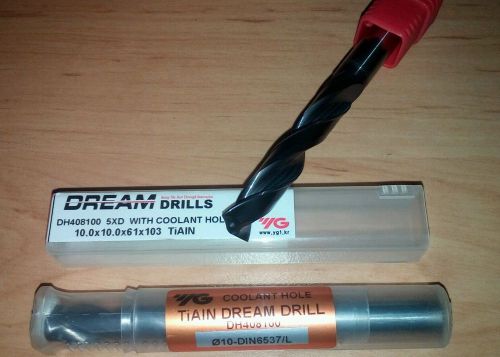 DREAM DRILLS
DH408100 5XD WITH COOLANT HOLE
10.0x10.0x61x103 TiAlN
YG
www.yg1.kr
YG COOLANT HOLE
TiAlN DREAM DRILL
DH408100
Ø10-DIN6537/L